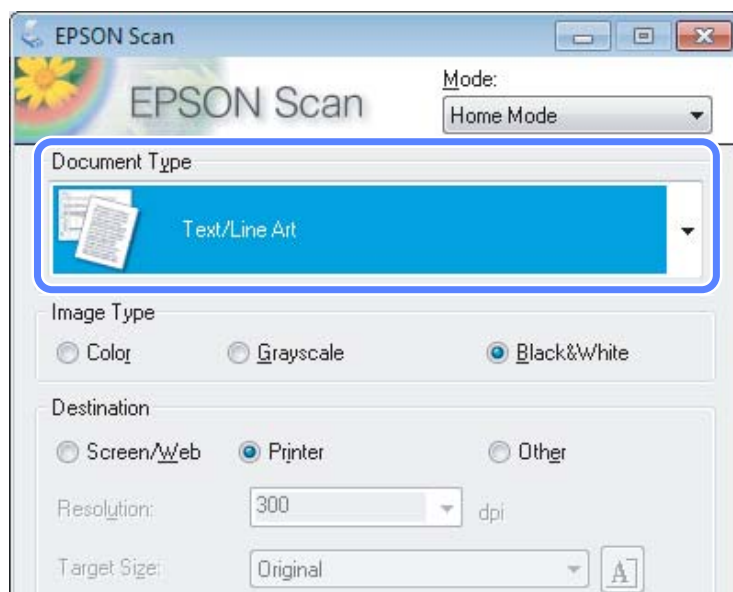 EPSON Scan
EPSON Scan
Mode:
Home Mode
Document Type
Text/Line Art
Image Type
Color Grayscale Black&White
Destination
Screen/Web Printer Other
Resolution: 300 dpi
Target Size: Original A